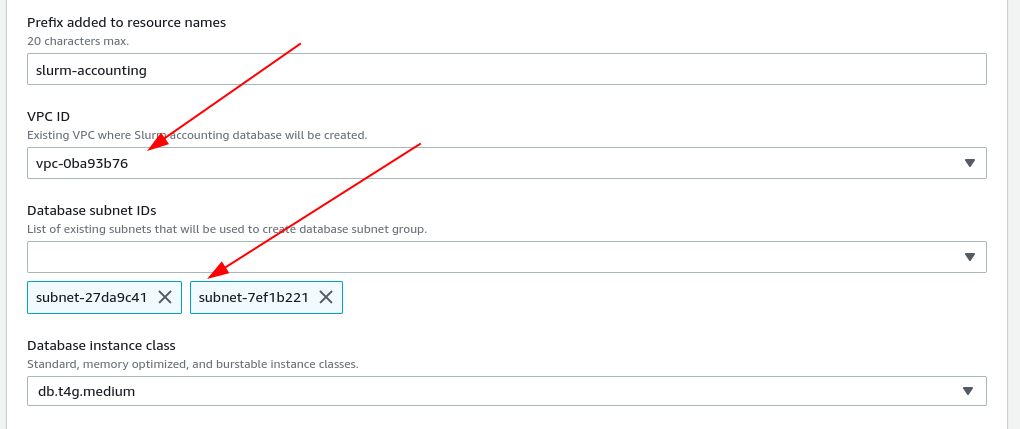 Prefix added to resource names
20 characters max.
slurm-accounting
VPC ID
Existing VPC where Slurm accounting database will be created.
vpc-0ba93b76
Database subnet IDs
List of existing subnets that will be used to create database subnet group.
subnet-27da9c41 subnet-7ef1b221
Database instance class
Standard, memory optimized, and burstable instance classes.
db.t4g.medium